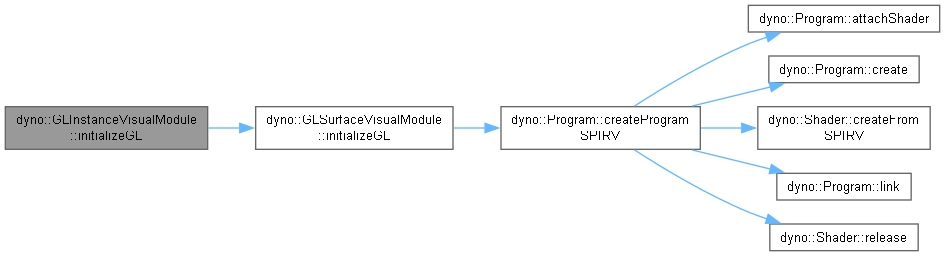 dyno::GLInstanceVisualModule
::initializeGL
dyno::GLSurfaceVisualModule
::initializeGL
dyno::Program::createProgram
SPIRV
dyno::Program::attachShader
dyno::Program::create
dyno::Shader::createFrom
SPIRV
dyno::Program::link
dyno::Shader::release